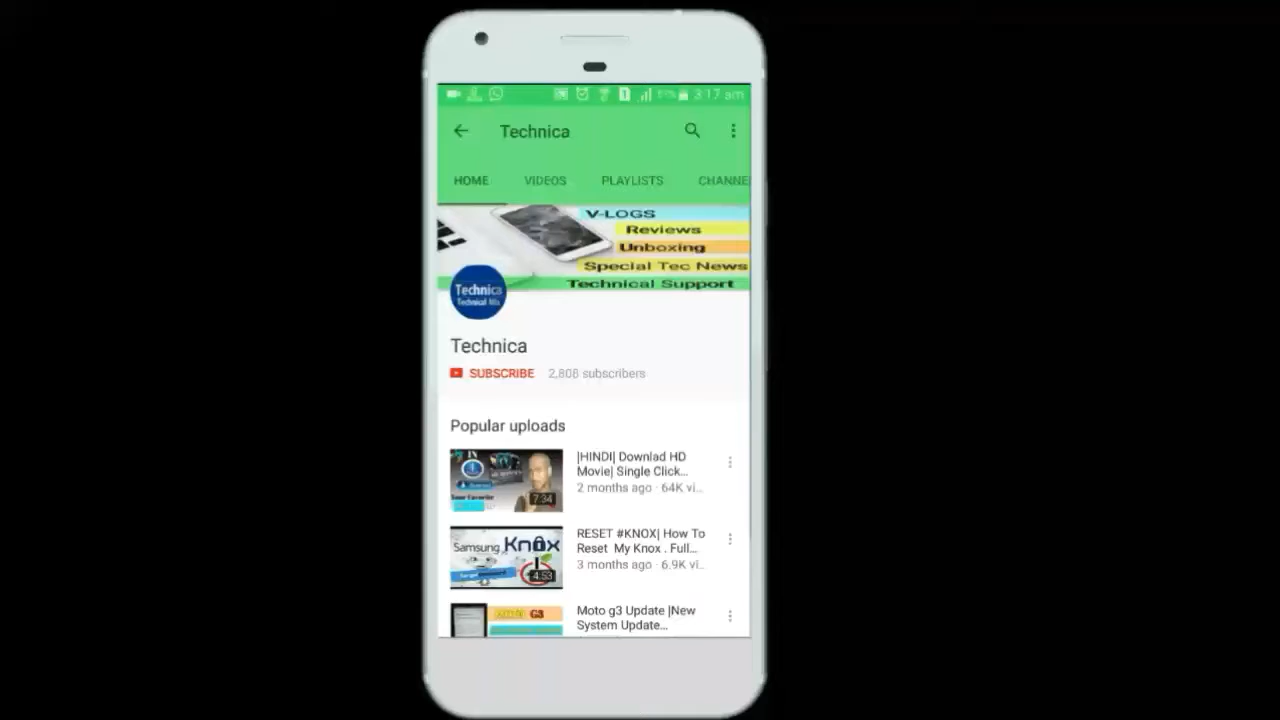 3:17 am
Technica
HOME VIDEOS PLAYLISTS CHANNE
V-LOGS
Reviews
Unboxing
Special Tec News
Technical Support
Technica
Technical Mix
Technica
SUBSCRIBE 2,808 subscribers
Popular uploads
|HINDI| Downlad HD
Movie| Single Click...
2 months ago · 64K vi...
7:34
RESET #KNOX| How To
Reset My Knox . Full...
3 months ago · 6.9K vi...
Samsung Knox
4:53
Moto g3 Update |New
System Update...
G3